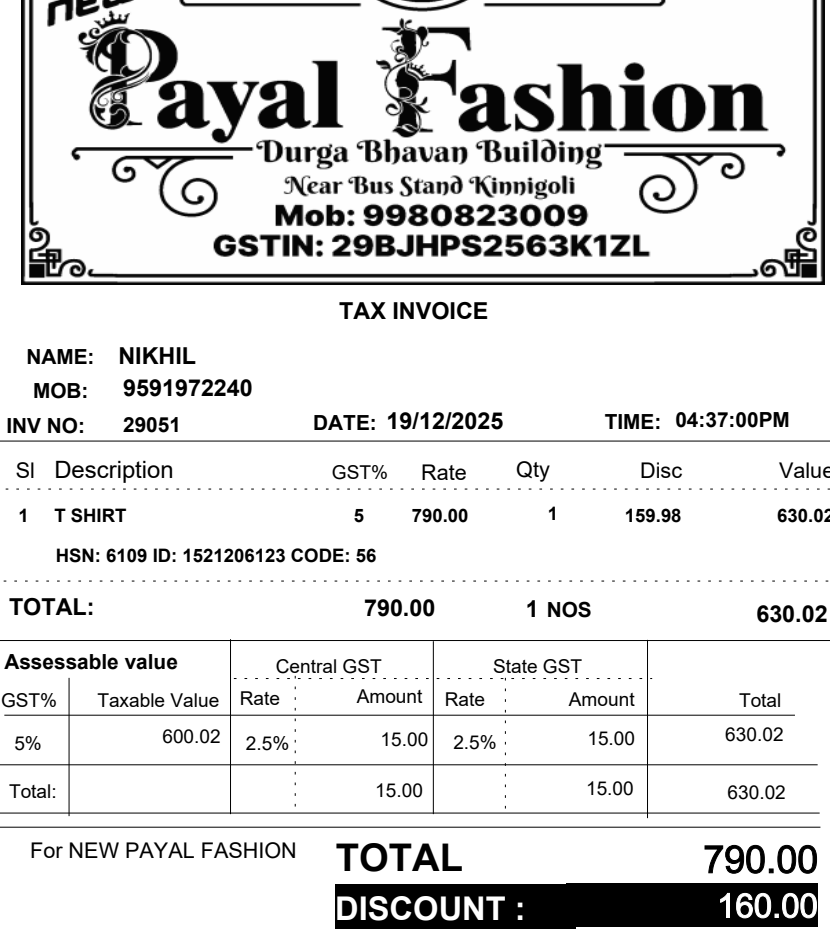 new
Payal Fashion
Durga Bhavan Building
Near Bus Stand Kinnigoli
Mob: 9980823009
GSTIN: 29BJHPS2563K1ZL
TAX INVOICE
NAME: NIKHIL
MOB: 9591972240
INV NO: 29051 DATE: 19/12/2025 TIME: 04:37:00PM
Sl Description GST% Rate Qty Disc Value
1 T SHIRT 5 790.00 1 159.98 630.02
HSN: 6109 ID: 1521206123 CODE: 56
TOTAL: 790.00 1 NOS 630.02
Assessable value Central GST State GST
GST% Taxable Value Rate Amount Rate Amount Total
5% 600.02 2.5% 15.00 2.5% 15.00 630.02
Total: 15.00 15.00 630.02
For NEW PAYAL FASHION TOTAL 790.00
DISCOUNT : 160.00